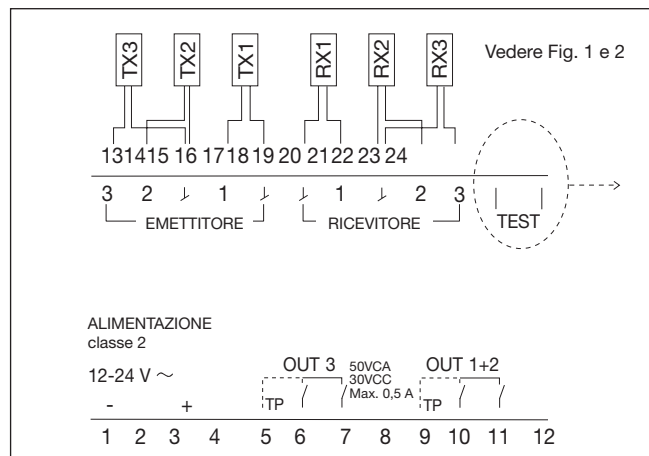 TX3 TX2 TX1 RX1 RX2 RX3
Vedere Fig. 1 e 2
13 14 15 16 17 18 19 20 21 22 23 24
3 2 1 1 2 3
EMETTITORE RICEVITORE TEST
ALIMENTAZIONE
classe 2
12-24 V ~
- +
OUT 3
50VCA
30VCC
Max. 0,5 A
OUT 1+2
TP TP
1 2 3 4 5 6 7 8 9 10 11 12